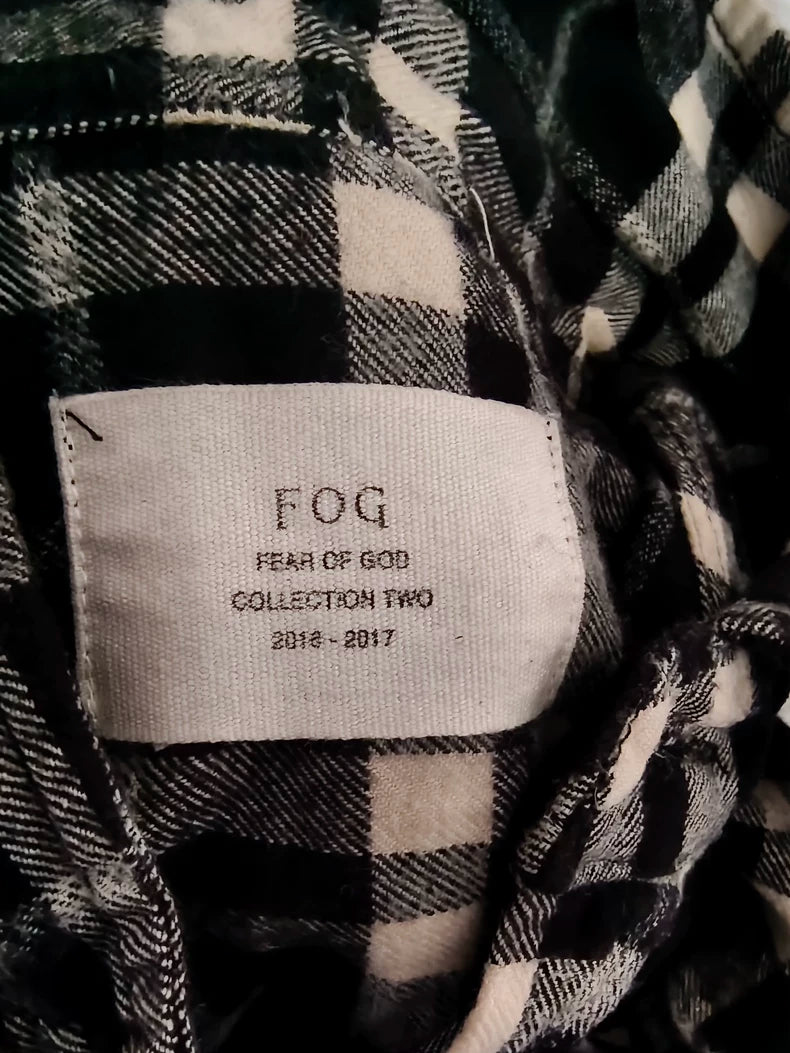 FOG
FEAR OF GOD
COLLECTION TWO
2016 - 2017